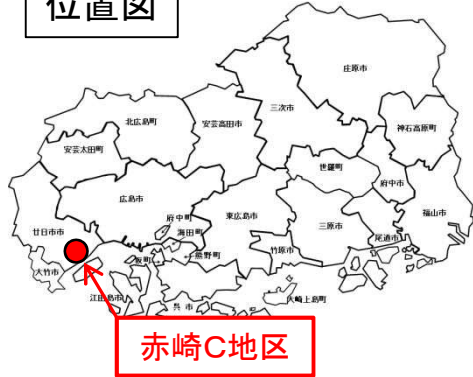 位置図
庄原市
三次市
北広島町
安芸高田市
神石高原町
安芸太田町
世羅町
府中市
広島市
府中町
東広島市
三原市
福山市
尾道市
廿日市市
海田町
竹原市
熊野町
坂町
大竹市
江田島市
呉市
大崎上島町
赤崎C地区